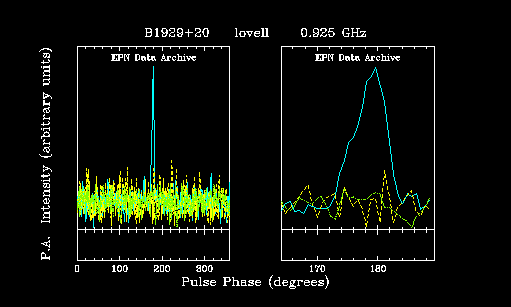 B1929+20 lovell 0.925 GHz
EPN Data Archive EPN Data Archive
P.A. Intensity (arbitrary units)
0 100 200 300 170 180
Pulse Phase (degrees)